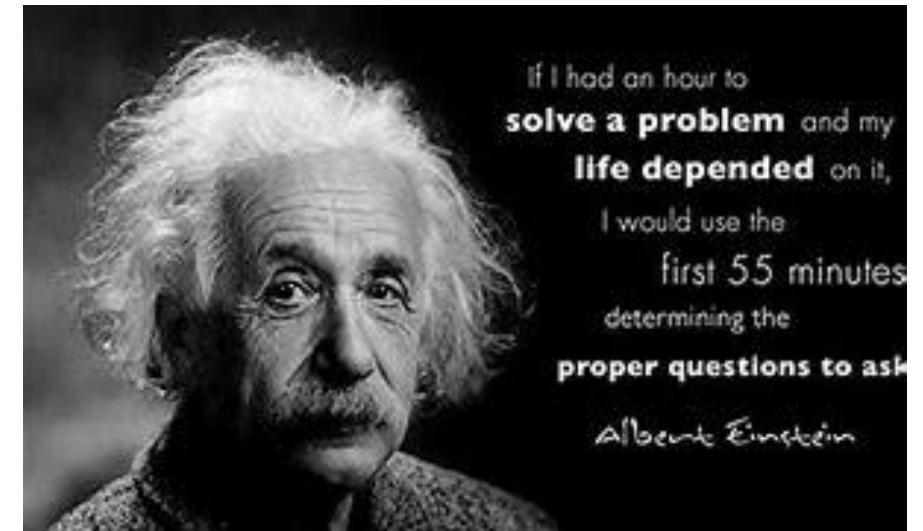 If I had an hour to
solve a problem and my
life depended on it,
I would use the
first 55 minutes
determining the
proper questions to ask
Albert Einstein